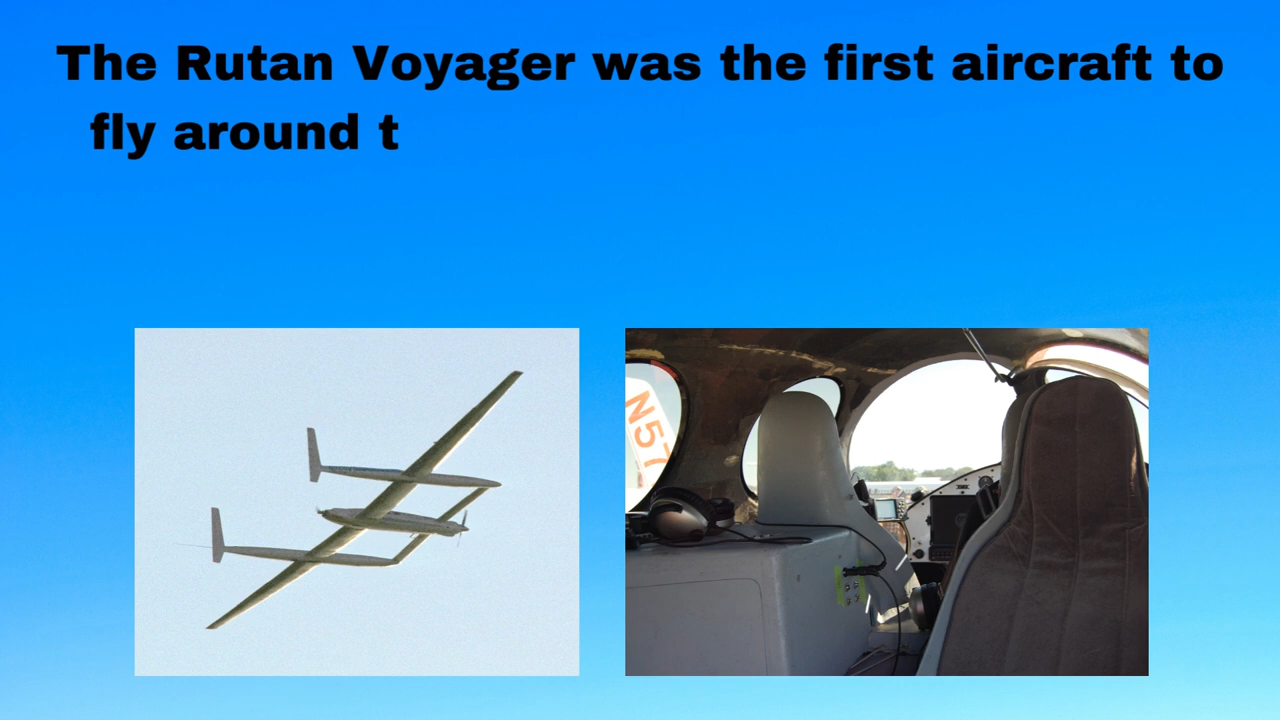 The Rutan Voyager was the first aircraft to
fly around t
N57